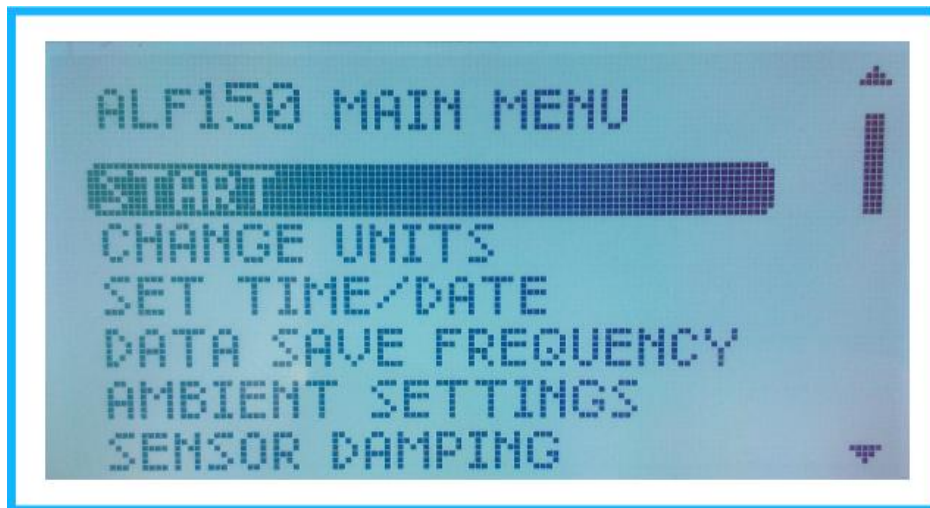 ALF150 MAIN MENU
START
CHANGE UNITS
SET TIME/DATE
DATA SAVE FREQUENCY
AMBIENT SETTINGS
SENSOR DAMPING